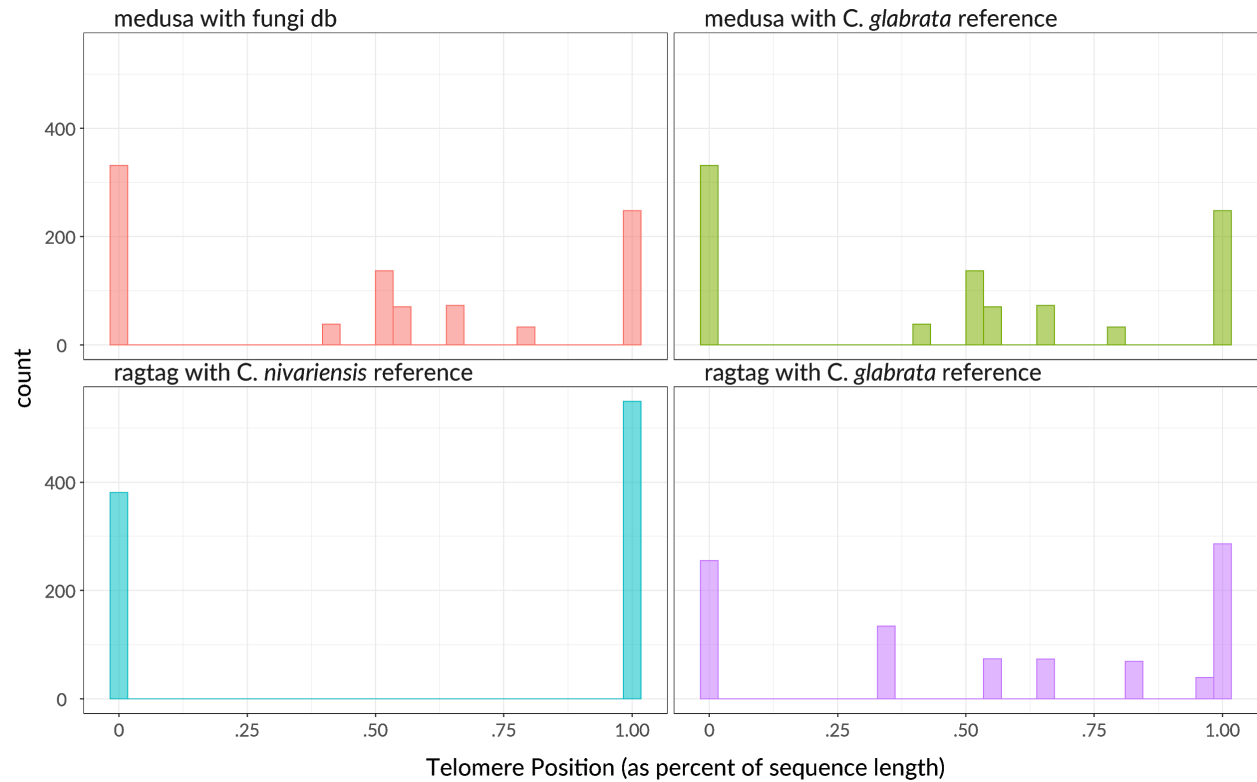 medusa with fungi db
medusa with C. glabrata reference
400
200
0
ragtag with C. nivariensis reference
ragtag with C. glabrata reference
400
200
0
count
0 .25 .50 .75 1.00
0 .25 .50 .75 1.00
Telomere Position (as percent of sequence length)